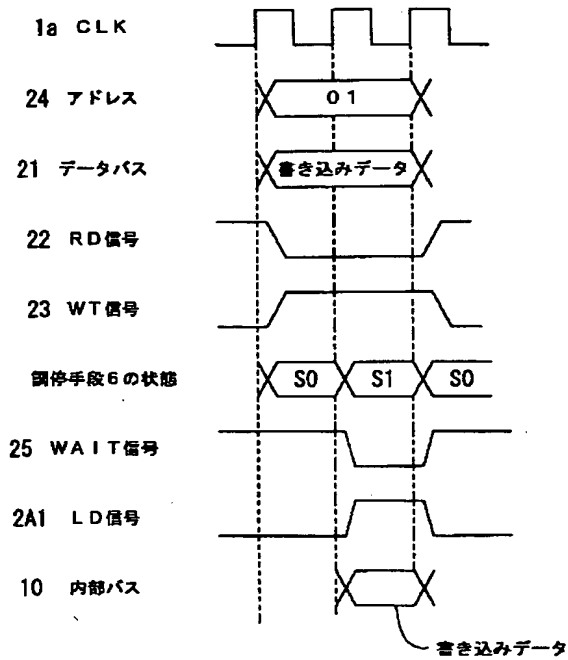 1a CLK
24 アドレス
01
21 データバス
書き込みデータ
22 RD信号
23 WT信号
調停手段6の状態
S0 S1 S0
25 WAIT信号
2A1 LD信号
10 内部バス
書き込みデータ